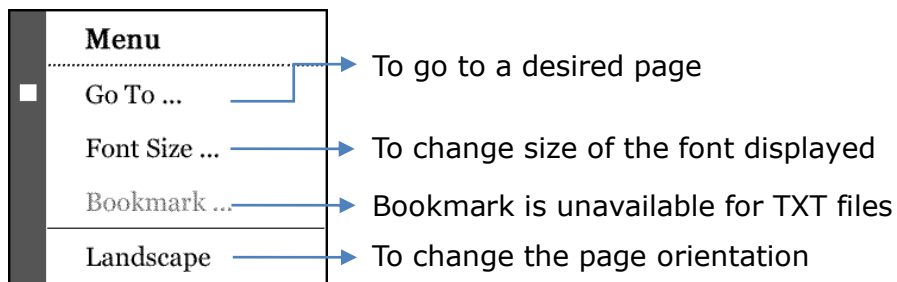 Menu
Go To ...
To go to a desired page
Font Size ...
To change size of the font displayed
Bookmark ...
Bookmark is unavailable for TXT files
Landscape
To change the page orientation